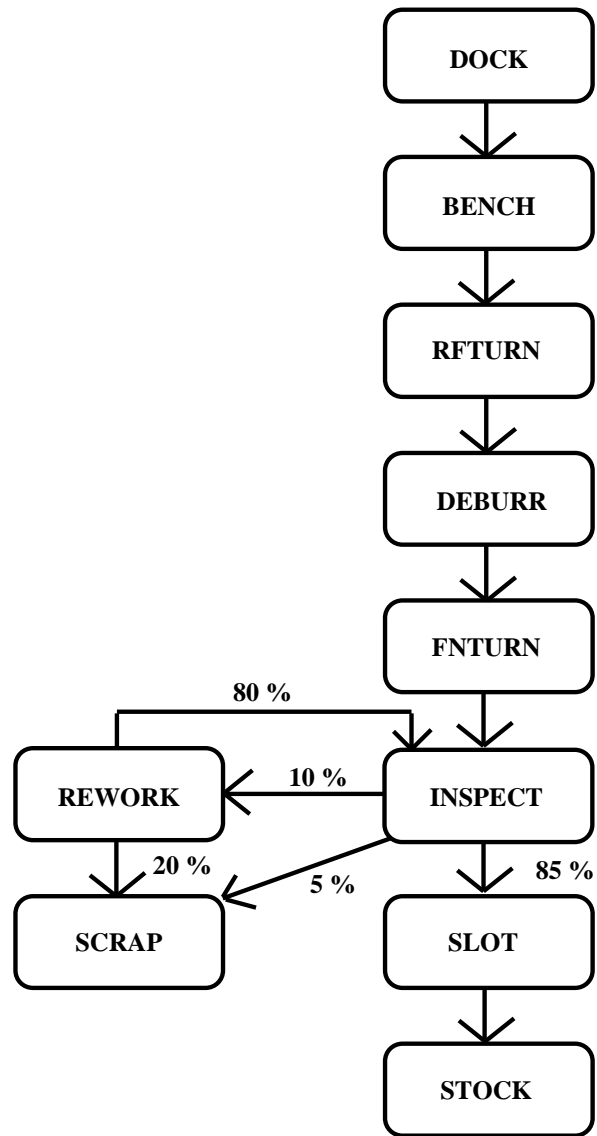 DOCK
BENCH
RFTURN
DEBURR
FNTURN
80 %
REWORK
10 %
INSPECT
20 %
5 %
85 %
SCRAP
SLOT
STOCK